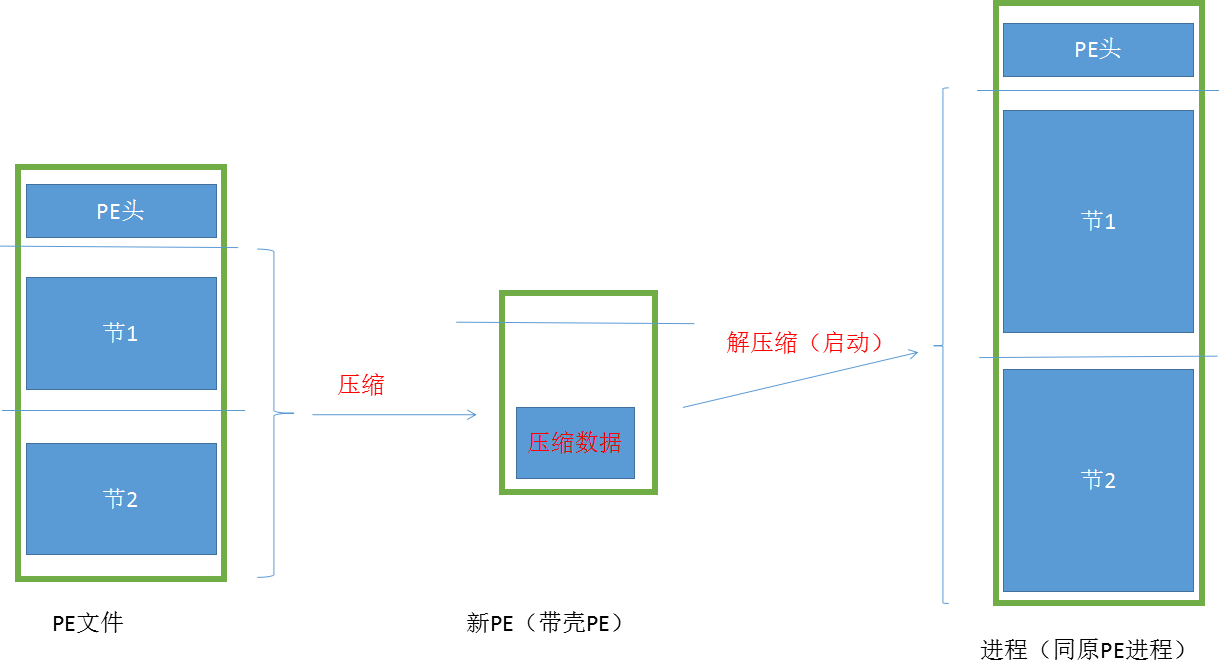 PE头
节1
节2
PE文件
压缩
压缩数据
新PE（带壳PE）
解压缩（启动）
PE头
节1
节2
进程（同原PE进程）